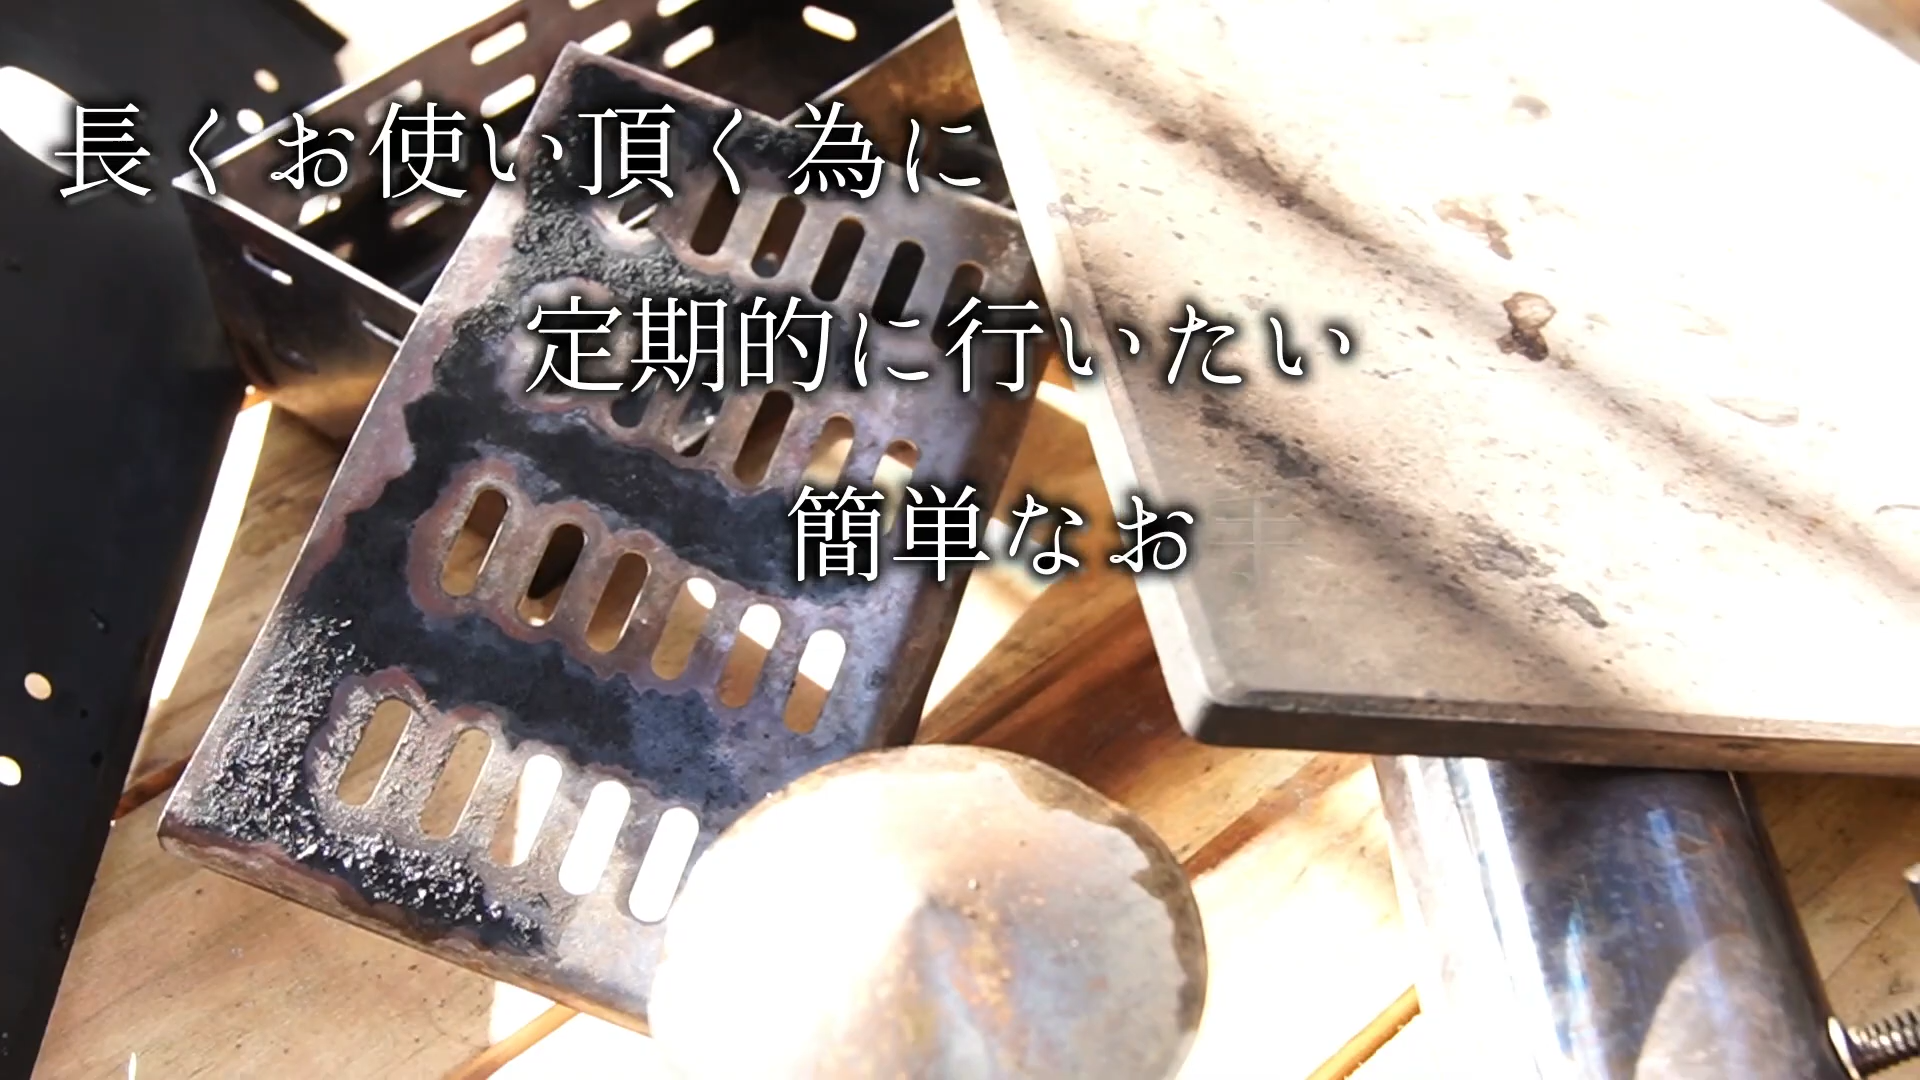 長くお使い頂く為に
定期的に行いたい
簡単なお手